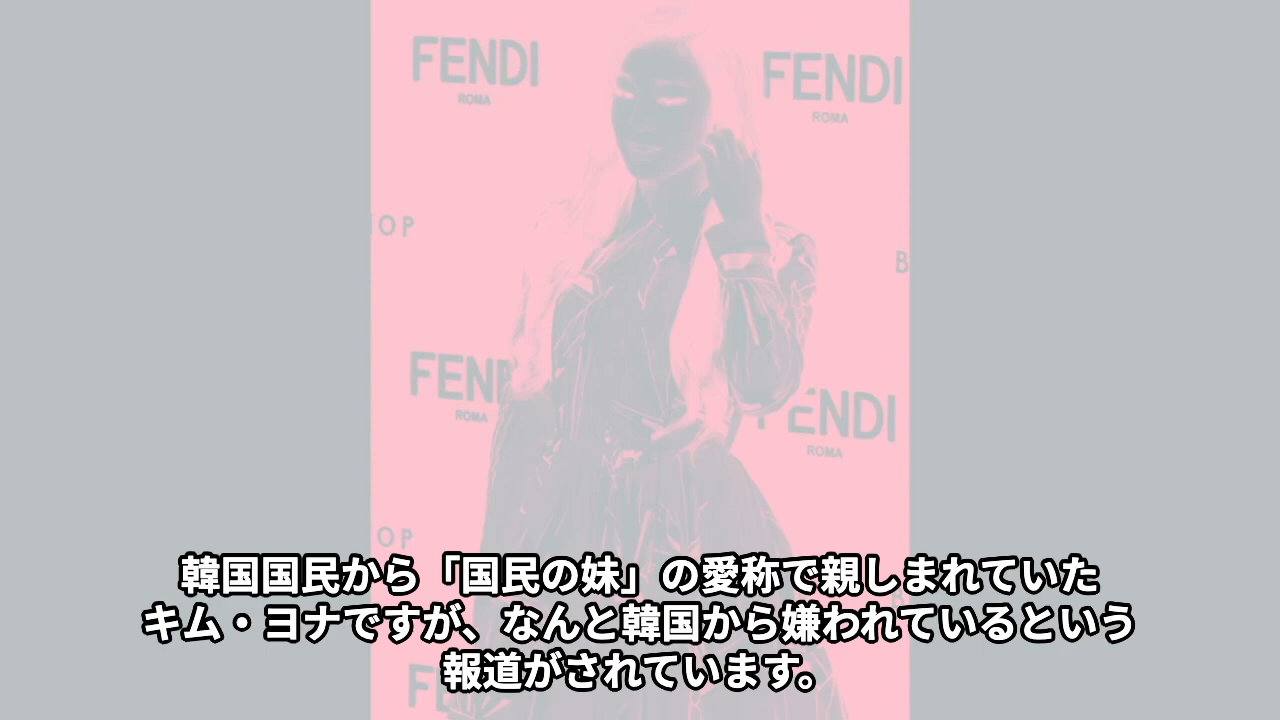 FENDI
ROMA
FENDI
ROMA
OP
B
FEND
ROMA
FENDI
ROMA
OP
韓国国民から「国民の妹」の愛称で親しまれていた
キム・ヨナですが、なんと韓国から嫌われているという
報道がされています。